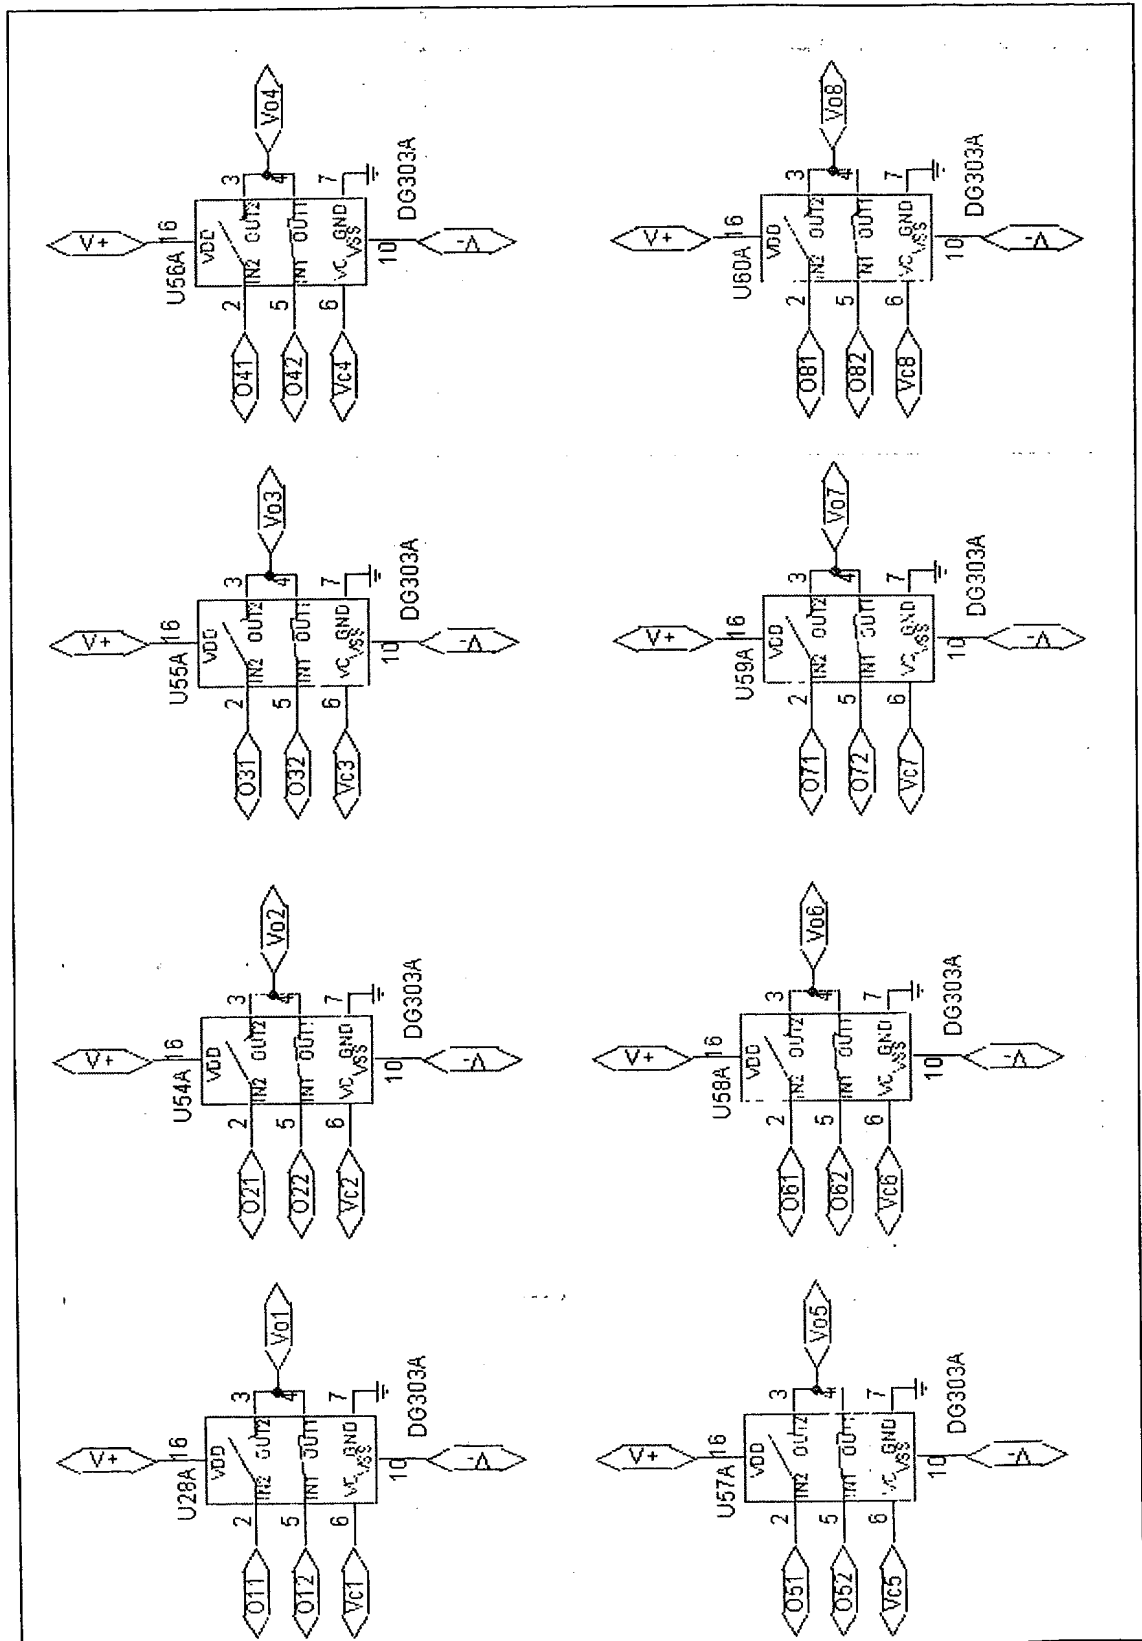 V+
U28A
16
VDD
O11
2
IN2
OUT2
3
O12
5
IN1
OUT1
4
Vo1
Vc1
6
VC
GND
VSS
7
10
DG303A
V-
V+
U54A
16
VDD
O21
2
IN2
OUT2
3
O22
5
IN1
OUT1
4
Vo2
Vc2
6
VC
GND
VSS
7
10
DG303A
V-
V+
U55A
16
VDD
O31
2
IN2
OUT2
3
O32
5
IN1
OUT1
4
Vo3
Vc3
6
VC
GND
VSS
7
10
DG303A
V-
V+
U56A
16
VDD
O41
2
IN2
OUT2
3
O42
5
IN1
OUT1
4
Vo4
Vc4
6
VC
GND
VSS
7
10
DG303A
V-
V+
U57A
16
VDD
O51
2
IN2
OUT2
3
O52
5
IN1
OUT1
4
Vo5
Vc5
6
VC
GND
VSS
7
10
DG303A
V-
V+
U58A
16
VDD
O61
2
IN2
OUT2
3
O62
5
IN1
OUT1
4
Vo6
Vc6
6
VC
GND
VSS
7
10
DG303A
V-
V+
U59A
16
VDD
O71
2
IN2
OUT2
3
O72
5
IN1
OUT1
4
Vo7
Vc7
6
VC
GND
VSS
7
10
DG303A
V-
V+
U60A
16
VDD
O81
2
IN2
OUT2
3
O82
5
IN1
OUT1
4
Vo8
Vc8
6
VC
GND
VSS
7
10
DG303A
V-